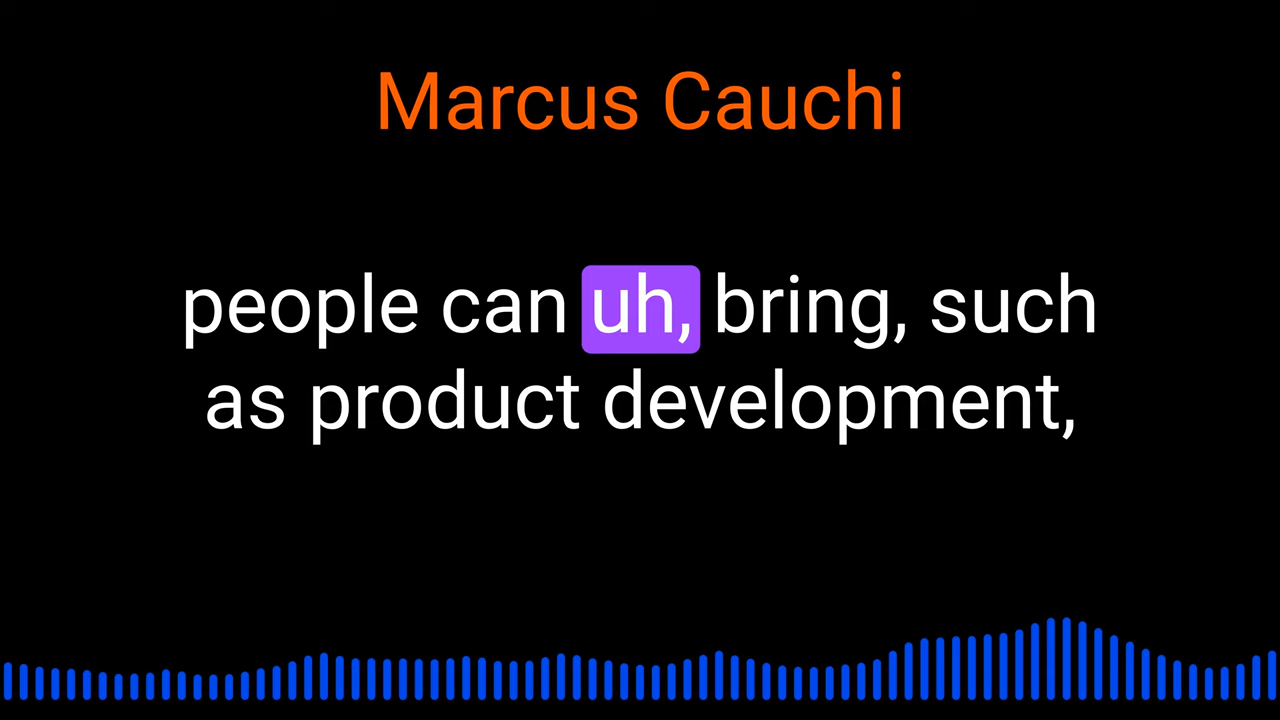 Marcus Cauchi
people can uh, bring, such
as product development,